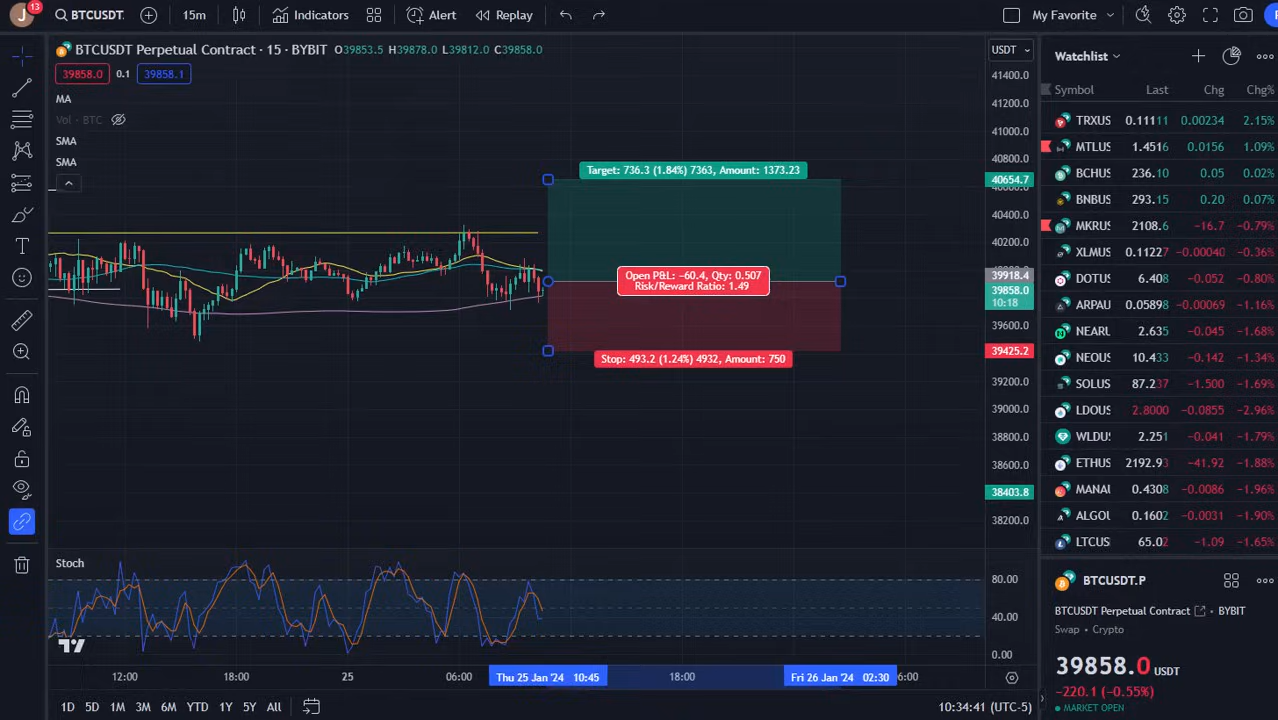 J
13
BTCUSDT.
15m
Indicators
Alert
Replay
My Favorite
BTCUSDT Perpetual Contract · 15 · BYBIT O39853.5 H39878.0 L39812.0 C39858.0
39858.0 0.1 39858.1
MA
Vol · BTC
SMA
SMA
Target: 736.3 (1.84%) 7363, Amount: 1373.23
Open P&L: −60.4, Qty: 0.507
Risk/Reward Ratio: 1.49
Stop: 493.2 (1.24%) 4932, Amount: 750
USDT
41400.0
41200.0
41000.0
40800.0
40654.7
40400.0
40200.0
39918.4
39858.0
10:18
39600.0
39425.2
39200.0
39000.0
38800.0
38600.0
38403.8
38200.0
Stoch
80.00
40.00
0.00
12:00 18:00 25 06:00 Thu 25 Jan '24 10:45 18:00 Fri 26 Jan '24 02:30 6:00
1D 5D 1M 3M 6M YTD 1Y 5Y All
10:34:41 (UTC-5)
Watchlist
Symbol Last Chg Chg%
TRXUS 0.11111 0.00234 2.15%
MTLUS 1.4516 0.0156 1.09%
BCHUS 236.10 0.05 0.02%
BNBUS 293.15 0.20 0.07%
MKRUS 2108.6 −16.7 −0.79%
XLMUS 0.11227 −0.00040 −0.36%
DOTUS 6.408 −0.052 −0.80%
ARPAU 0.05898 −0.00069 −1.16%
NEARU 2.635 −0.045 −1.68%
NEOUS 10.433 −0.142 −1.34%
SOLUS 87.237 −1.500 −1.69%
LDOUS 2.8000 −0.0855 −2.96%
WLDUS 2.251 −0.041 −1.79%
ETHUS 2192.93 −41.92 −1.88%
MANAU 0.4308 −0.0086 −1.96%
ALGOU 0.1602 −0.0031 −1.90%
LTCUS 65.02 −1.09 −1.65%
BTCUSDT.P
BTCUSDT Perpetual Contract · BYBIT
Swap · Crypto
39858.0 USDT
−220.1 (−0.55%)
MARKET OPEN